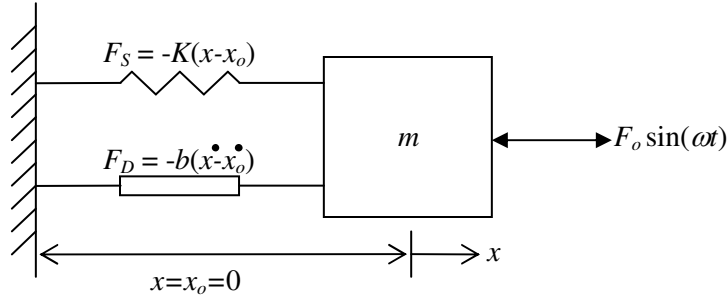 F_S = -K(x-x_o)
F_D = -b(ẋ-ẋ_o)
m
F_o sin(ωt)
x
x=x_o=0